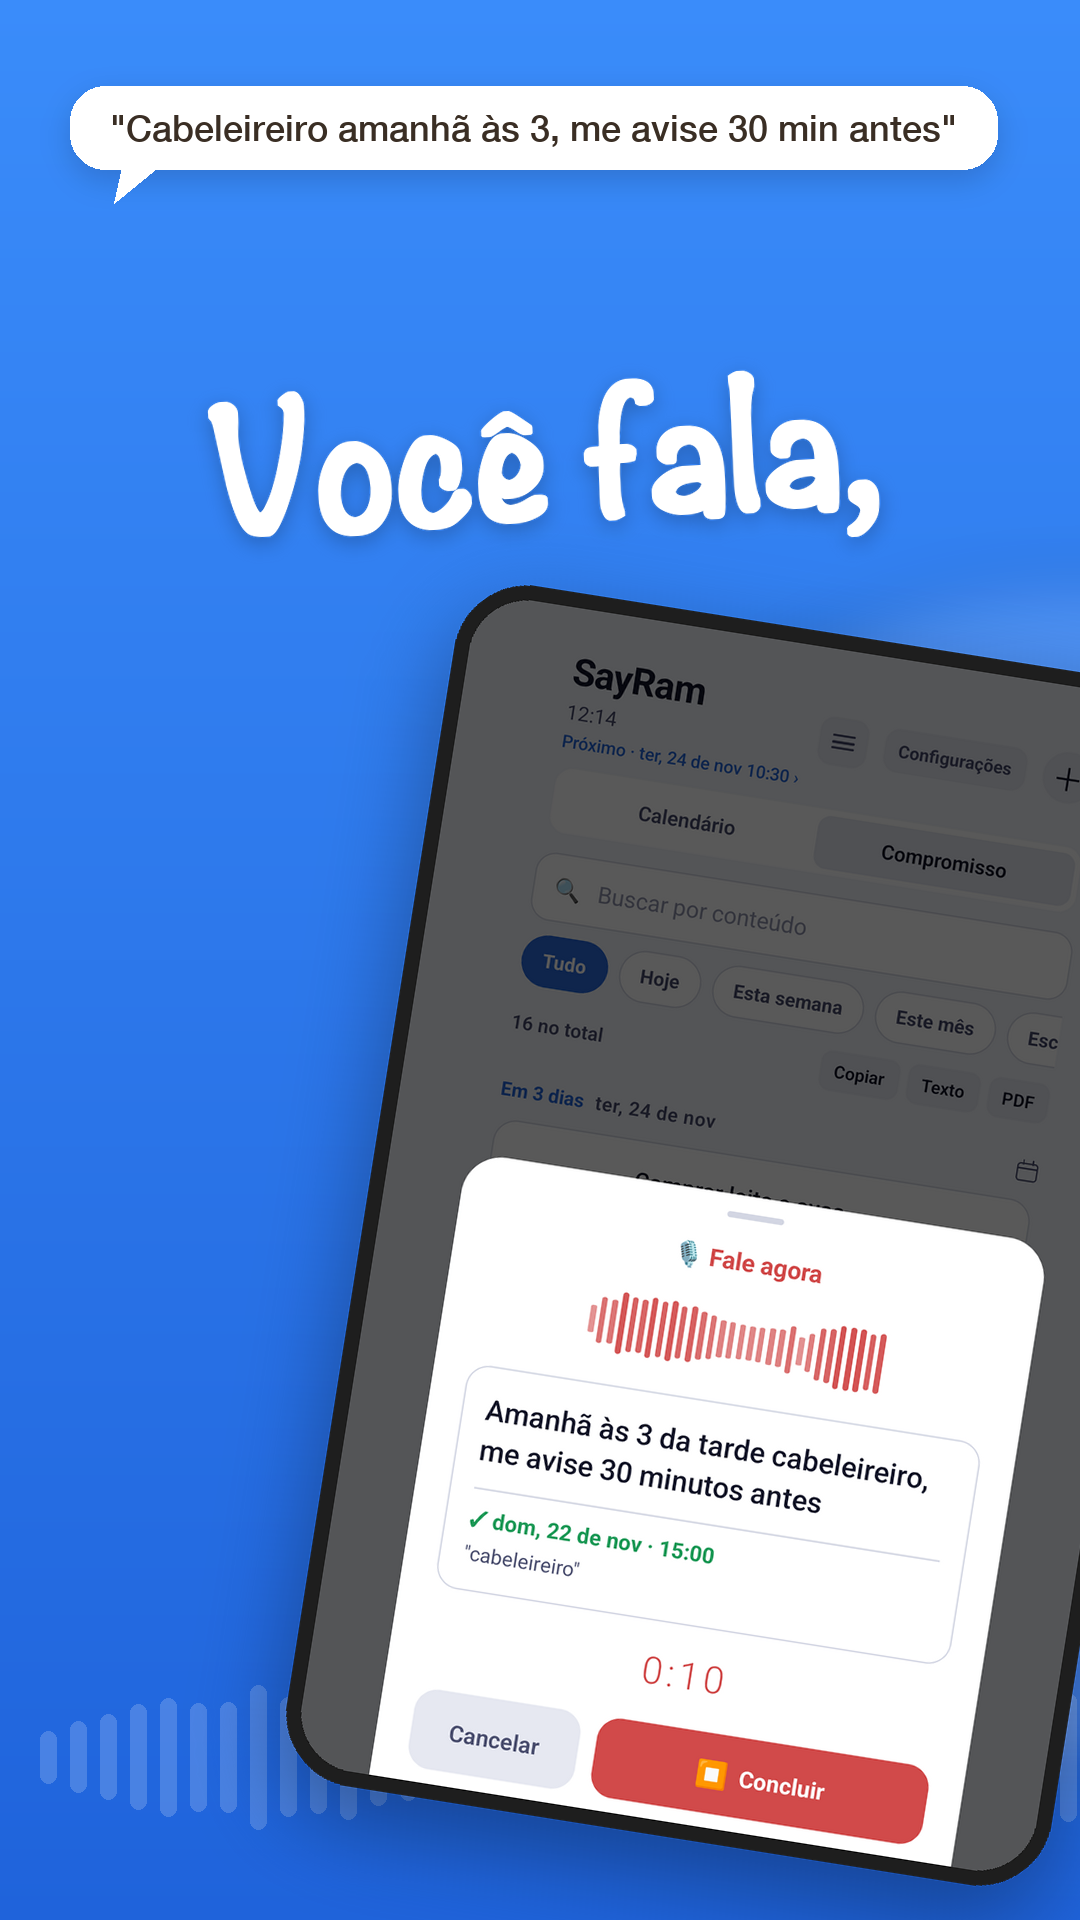 "Cabeleireiro amanhã às 3, me avise 30 min antes"
Você fala,
SayRam
12:14
Próximo · ter, 24 de nov 10:30 ›
Configurações
Calendário
Compromisso
Buscar por conteúdo
Tudo
Hoje
Esta semana
Este mês
Esc
16 no total
Copiar
Texto
PDF
Em 3 dias ter, 24 de nov
Fale agora
Amanhã às 3 da tarde cabeleireiro,
me avise 30 minutos antes
✓ dom, 22 de nov · 15:00
"cabeleireiro"
0:10
Cancelar
Concluir